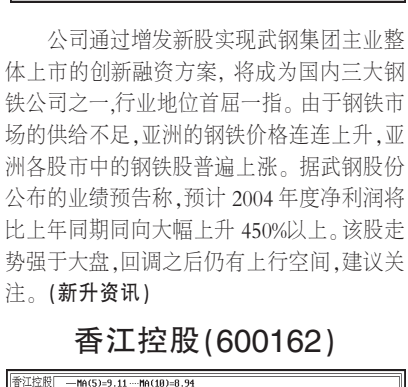 公司通过增发新股实现武钢集团主业整
体上市的创新融资方案, 将成为国内三大钢
铁公司之一,行业地位首屈一指。由于钢铁市
场的供给不足,亚洲的钢铁价格连连上升,亚
洲各股市中的钢铁股普遍上涨。据武钢股份
公布的业绩预告称,预计 2004 年度净利润将
比上年同期同向大幅上升 450%以上。该股走
势强于大盘,回调之后仍有上行空间,建议关
注。(新升资讯)
香江控股(600162)
香江控股 —MA(5)=9.11 ···MA(10)=8.94